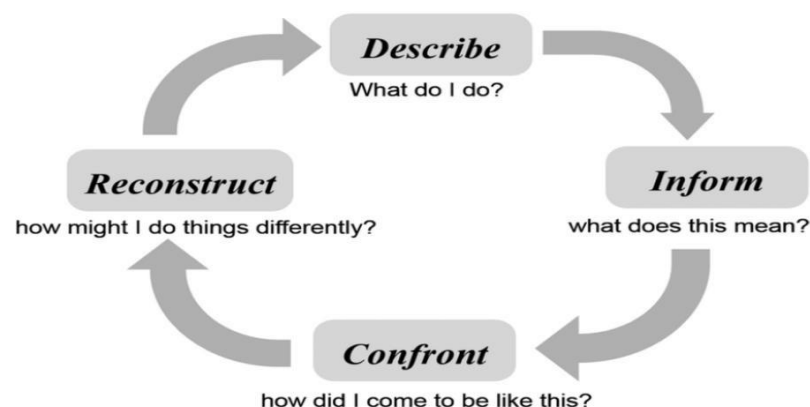 Describe
What do I do?
Inform
what does this mean?
Confront
how did I come to be like this?
Reconstruct
how might I do things differently?